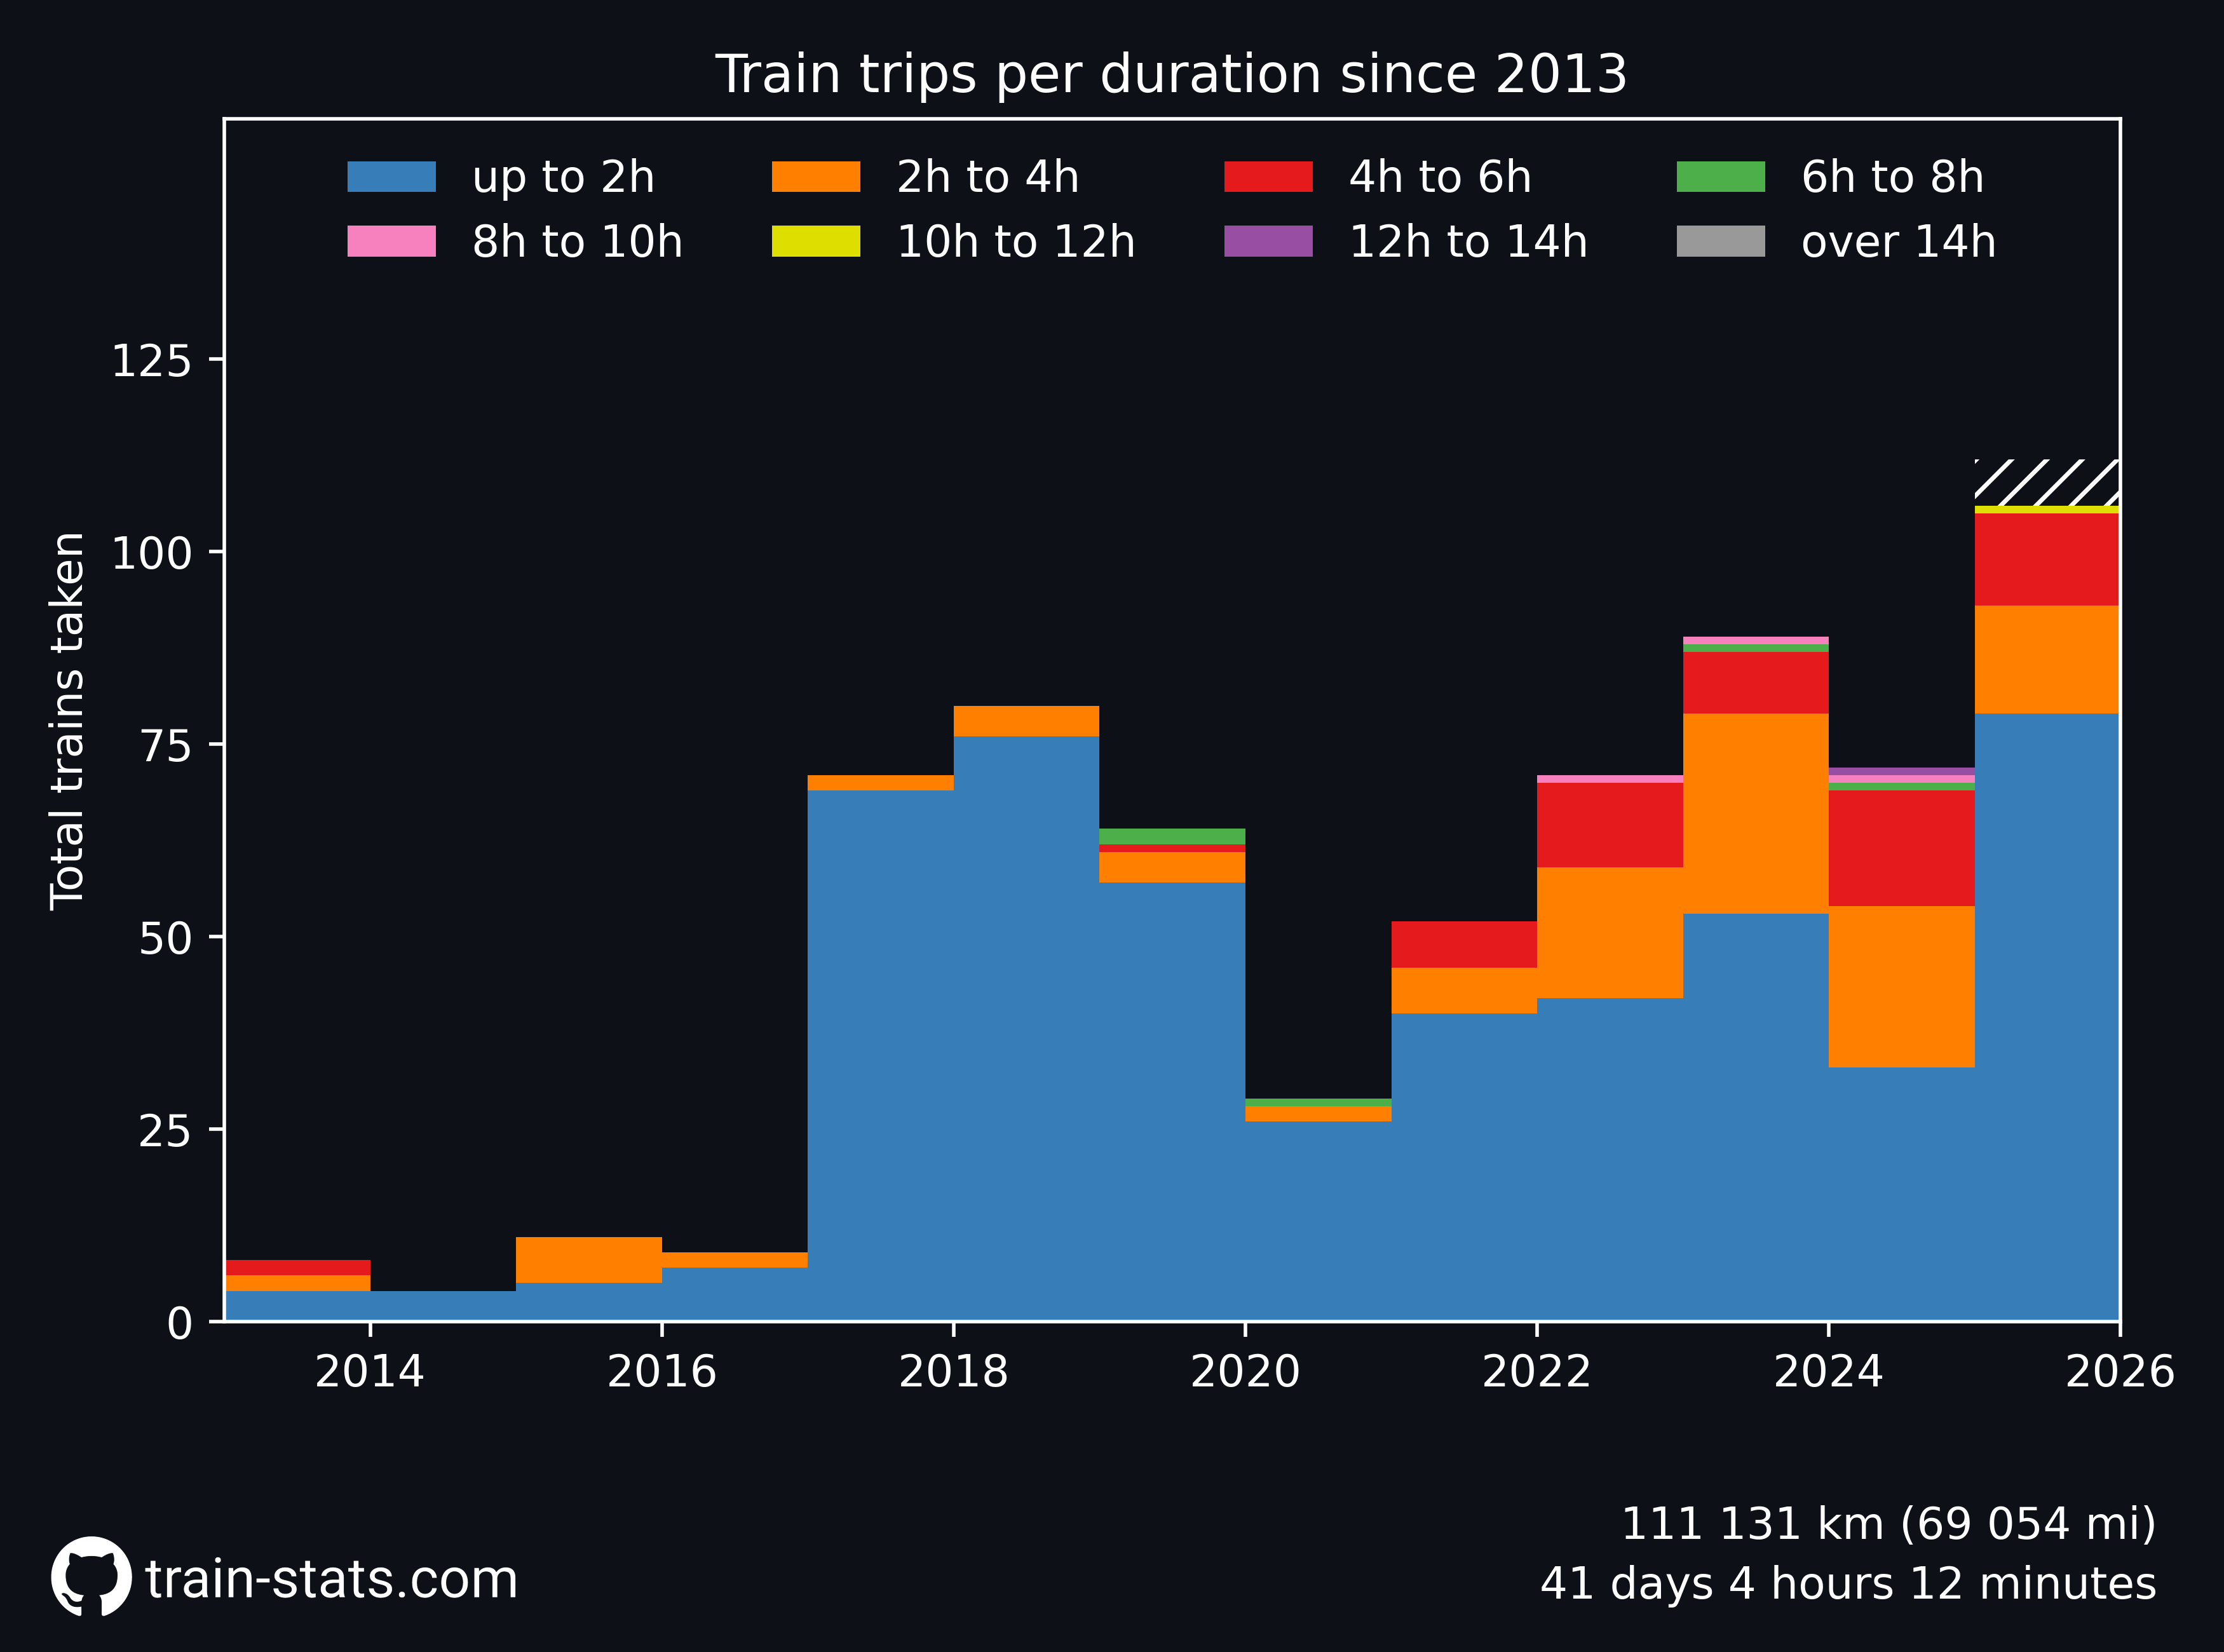 Train trips per duration since 2013
up to 2h 2h to 4h 4h to 6h 6h to 8h
8h to 10h 10h to 12h 12h to 14h over 14h
Total trains taken
125
100
75
50
25
0
2014 2016 2018 2020 2022 2024 2026
111 131 km (69 054 mi)
41 days 4 hours 12 minutes
train-stats.com